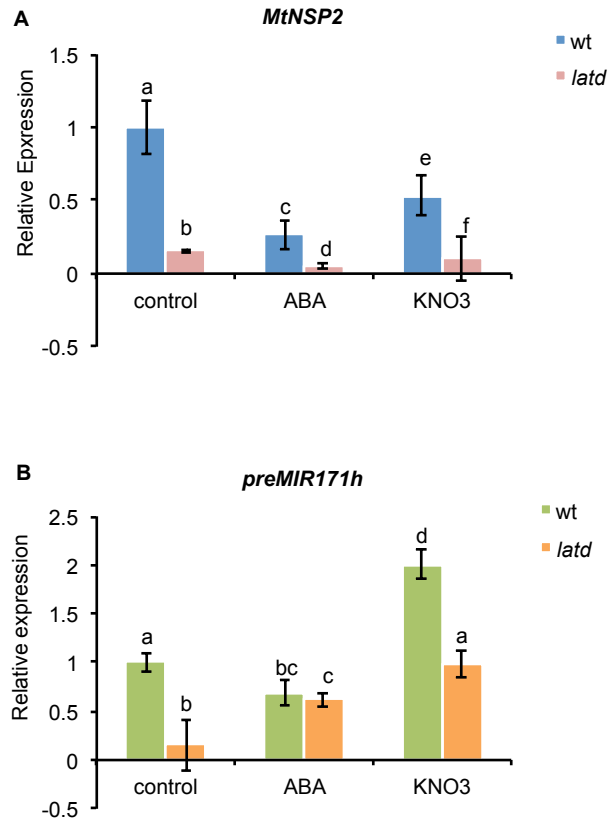 A
MtNSP2
wt
latd
Relative Epxression
1.5
1
0.5
0
-0.5
a
b
c
d
e
f
control
ABA
KNO3
B
preMIR171h
wt
latd
Relative expression
2.5
2
1.5
1
0.5
0
-0.5
a
b
bc
c
d
a
control
ABA
KNO3